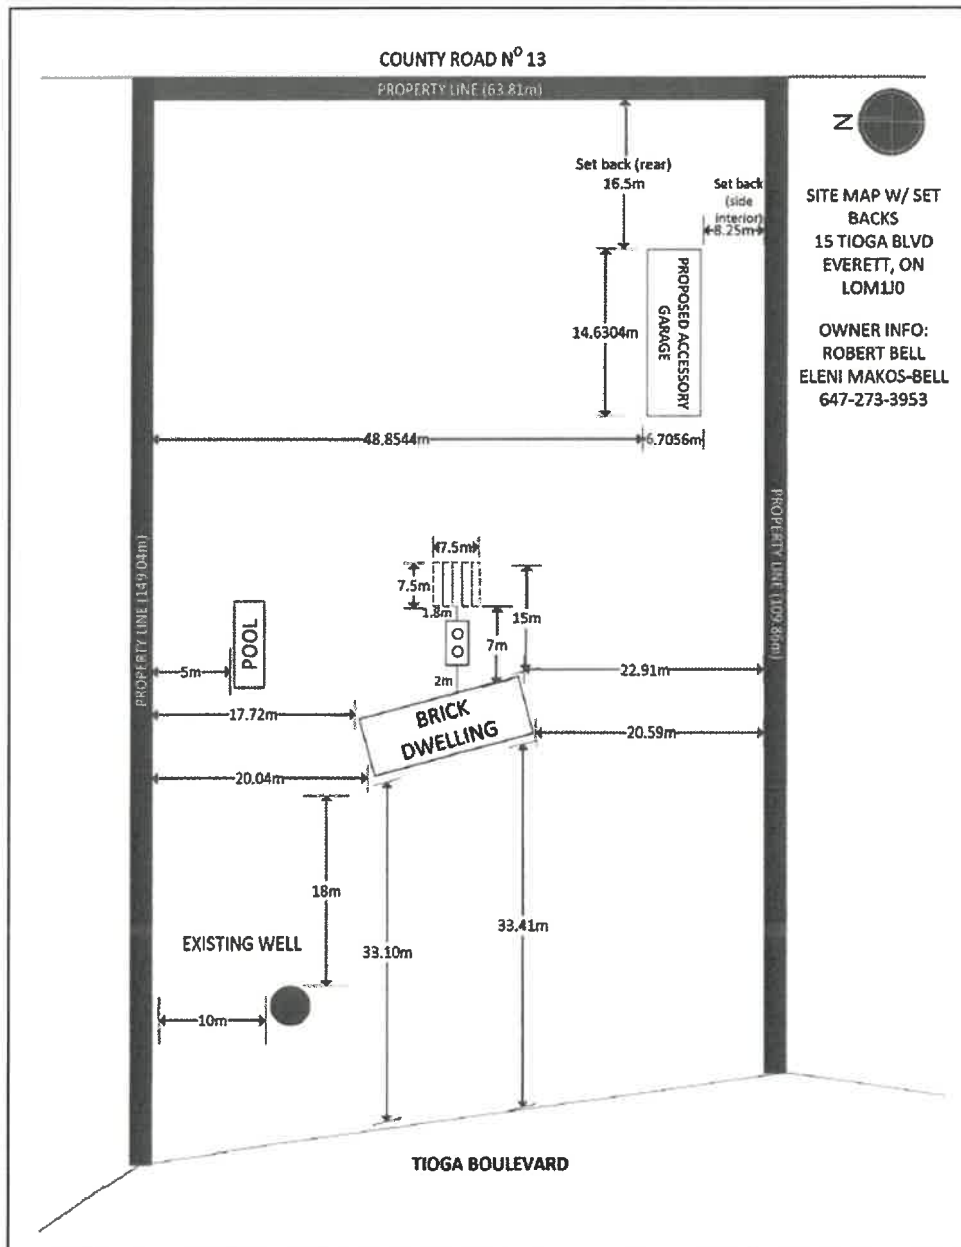 COUNTY ROAD Nº 13
PROPERTY LINE (63.81m)
N
Set back (rear)
16.5m
Set back
(side
interior)
8.25m
SITE MAP W/ SET
BACKS
15 TIOGA BLVD
EVERETT, ON
LOM1J0
OWNER INFO:
ROBERT BELL
ELENI MAKOS-BELL
647-273-3953
PROPOSED ACCESSORY
GARAGE
14.6304m
48.8544m
6.7056m
PROPERTY LINE (149.04m)
PROPERTY LINE (109.86m)
7.5m
7.5m
1.8m
15m
7m
2m
POOL
5m
22.91m
17.72m
BRICK
DWELLING
20.59m
20.04m
18m
33.41m
33.10m
EXISTING WELL
10m
TIOGA BOULEVARD